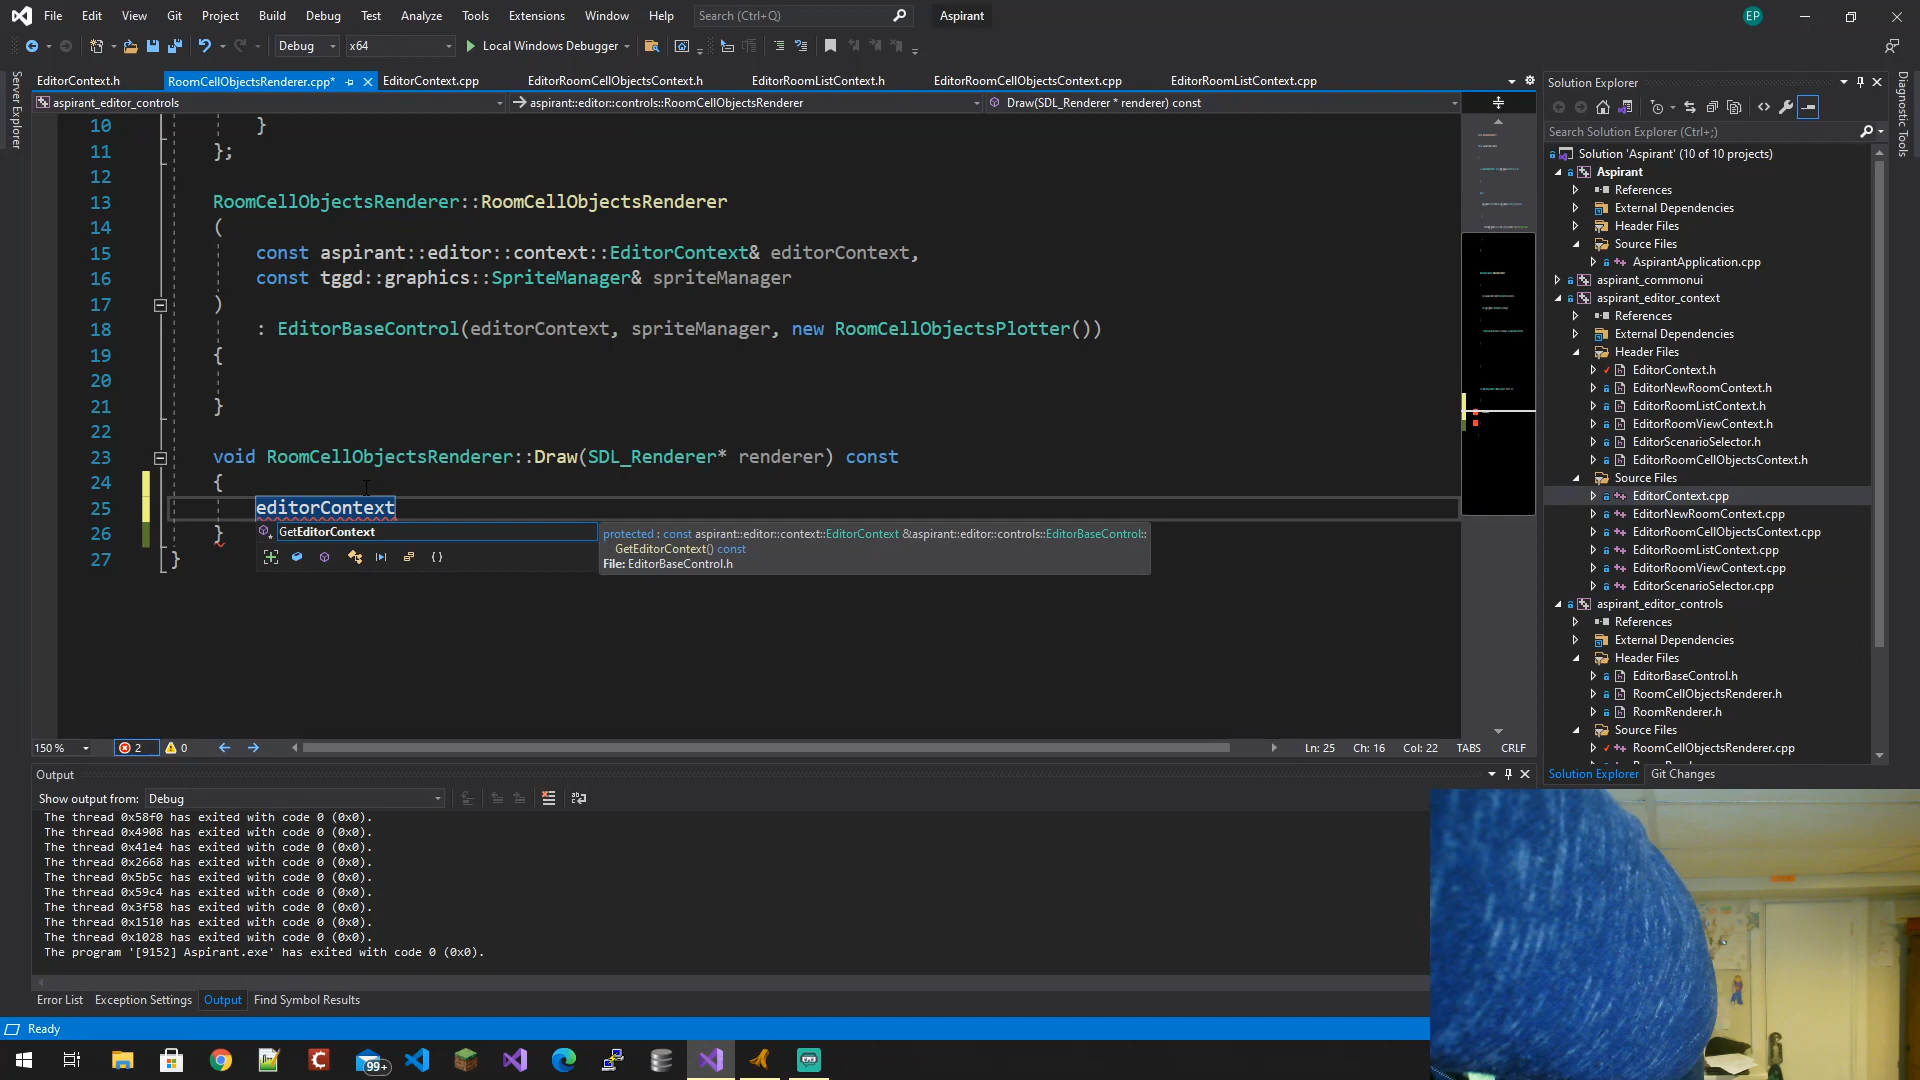 File Edit View Git Project Build Debug Test Analyze Tools Extensions Window Help Search (Ctrl+Q) Aspirant EP
Debug x64 Local Windows Debugger
EditorContext.h RoomCellObjectsRenderer.cpp* EditorContext.cpp EditorRoomCellObjectsContext.h EditorRoomListContext.h EditorRoomCellObjectsContext.cpp EditorRoomListContext.cpp
aspirant_editor_controls aspirant::editor::controls::RoomCellObjectsRenderer Draw(SDL_Renderer * renderer) const
Server Explorer
10 }
11 };
12
13 RoomCellObjectsRenderer::RoomCellObjectsRenderer
14 (
15 const aspirant::editor::context::EditorContext& editorContext,
16 const tggd::graphics::SpriteManager& spriteManager
17 )
18 : EditorBaseControl(editorContext, spriteManager, new RoomCellObjectsPlotter())
19 {
20
21 }
22
23 void RoomCellObjectsRenderer::Draw(SDL_Renderer* renderer) const
24 {
25 editorContext
26 }
27 }
GetEditorContext
protected : const aspirant::editor::context::EditorContext &aspirant::editor::controls::EditorBaseControl::
GetEditorContext() const
File: EditorBaseControl.h
150 % 2 0 Ln: 25 Ch: 16 Col: 22 TABS CRLF
Output
Show output from: Debug
The thread 0x58f0 has exited with code 0 (0x0).
The thread 0x4908 has exited with code 0 (0x0).
The thread 0x41e4 has exited with code 0 (0x0).
The thread 0x2668 has exited with code 0 (0x0).
The thread 0x5b5c has exited with code 0 (0x0).
The thread 0x59c4 has exited with code 0 (0x0).
The thread 0x3f58 has exited with code 0 (0x0).
The thread 0x1510 has exited with code 0 (0x0).
The thread 0x1028 has exited with code 0 (0x0).
The program '[9152] Aspirant.exe' has exited with code 0 (0x0).
Error List Exception Settings Output Find Symbol Results
Ready
99+
Solution Explorer
Search Solution Explorer (Ctrl+;)
Solution 'Aspirant' (10 of 10 projects)
Aspirant
References
External Dependencies
Header Files
Source Files
AspirantApplication.cpp
aspirant_commonui
aspirant_editor_context
References
External Dependencies
Header Files
EditorContext.h
EditorNewRoomContext.h
EditorRoomListContext.h
EditorRoomViewContext.h
EditorScenarioSelector.h
EditorRoomCellObjectsContext.h
Source Files
EditorContext.cpp
EditorNewRoomContext.cpp
EditorRoomCellObjectsContext.cpp
EditorRoomListContext.cpp
EditorRoomViewContext.cpp
EditorScenarioSelector.cpp
aspirant_editor_controls
References
External Dependencies
Header Files
EditorBaseControl.h
RoomCellObjectsRenderer.h
RoomRenderer.h
Source Files
RoomCellObjectsRenderer.cpp
Solution Explorer Git Changes
Diagnostic Tools